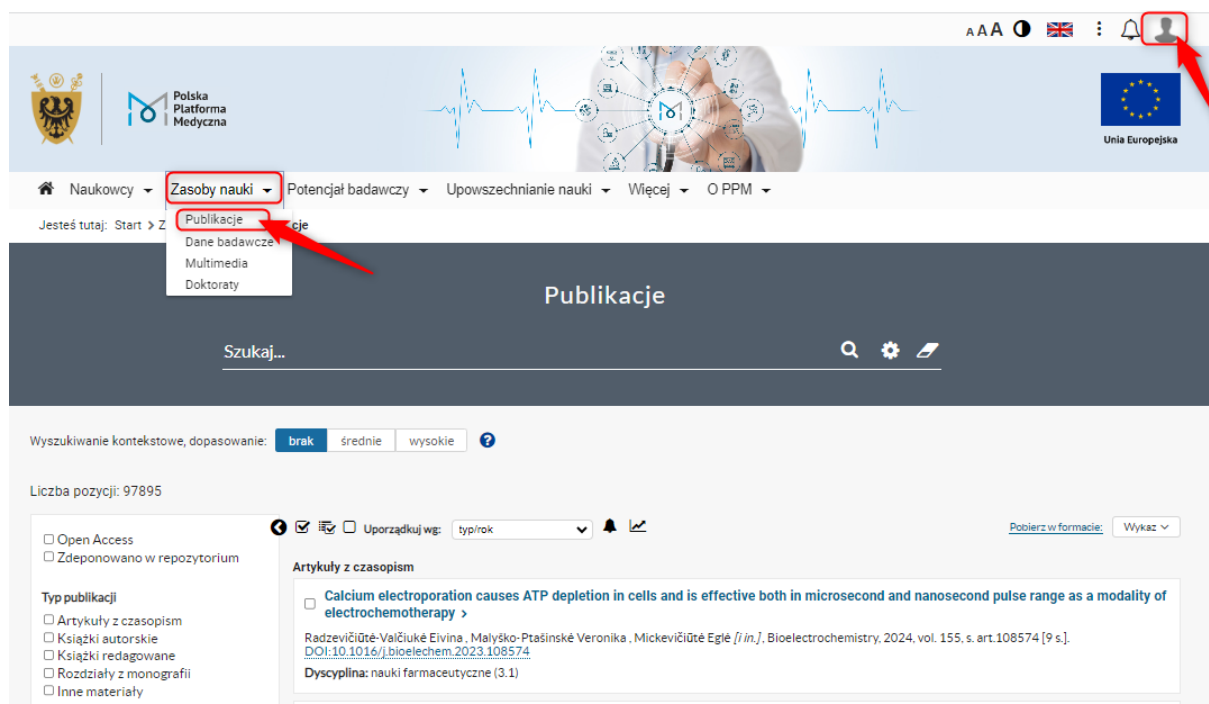 A A A
Polska
Platforma
Medyczna
Unia Europejska
Naukowcy Zasoby nauki Potencjał badawczy Upowszechnianie nauki Więcej O PPM
Jesteś tutaj: Start > Z cje
Publikacje
Dane badawcze
Multimedia
Doktoraty
Publikacje
Szukaj...
Wyszukiwanie kontekstowe, dopasowanie: brak średnie wysokie ?
Liczba pozycji: 97895
Uporządkuj wg: typ/rok Pobierz w formacie: Wykaz
Open Access
Zdeponowano w repozytorium
Typ publikacji
Artykuły z czasopism
Książki autorskie
Książki redagowane
Rozdziały z monografii
Inne materiały
Artykuły z czasopism
Calcium electroporation causes ATP depletion in cells and is effective both in microsecond and nanosecond pulse range as a modality of
electrochemotherapy >
Radzevičiūtė-Valčiukė Eivina , Malyško-Ptašinskė Veronika , Mickevičiūtė Eglė [i in.], Bioelectrochemistry, 2024, vol. 155, s. art.108574 [9 s.].
DOI:10.1016/j.bioelechem.2023.108574
Dyscyplina: nauki farmaceutyczne (3.1)